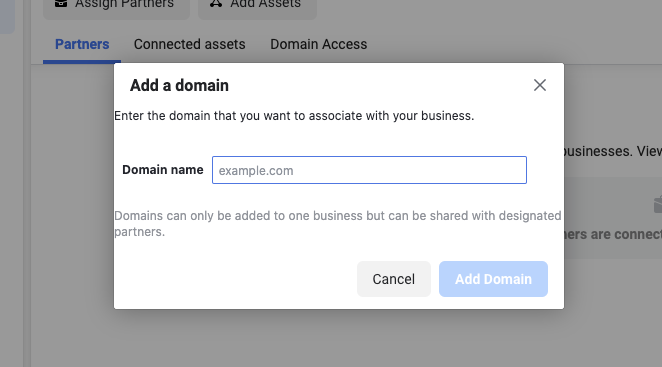 Assign Partners
Add Assets
Partners
Connected assets
Domain Access
Add a domain
Enter the domain that you want to associate with your business.
Domain name
example.com
Domains can only be added to one business but can be shared with designated
partners.
Cancel
Add Domain
businesses. View
are connec